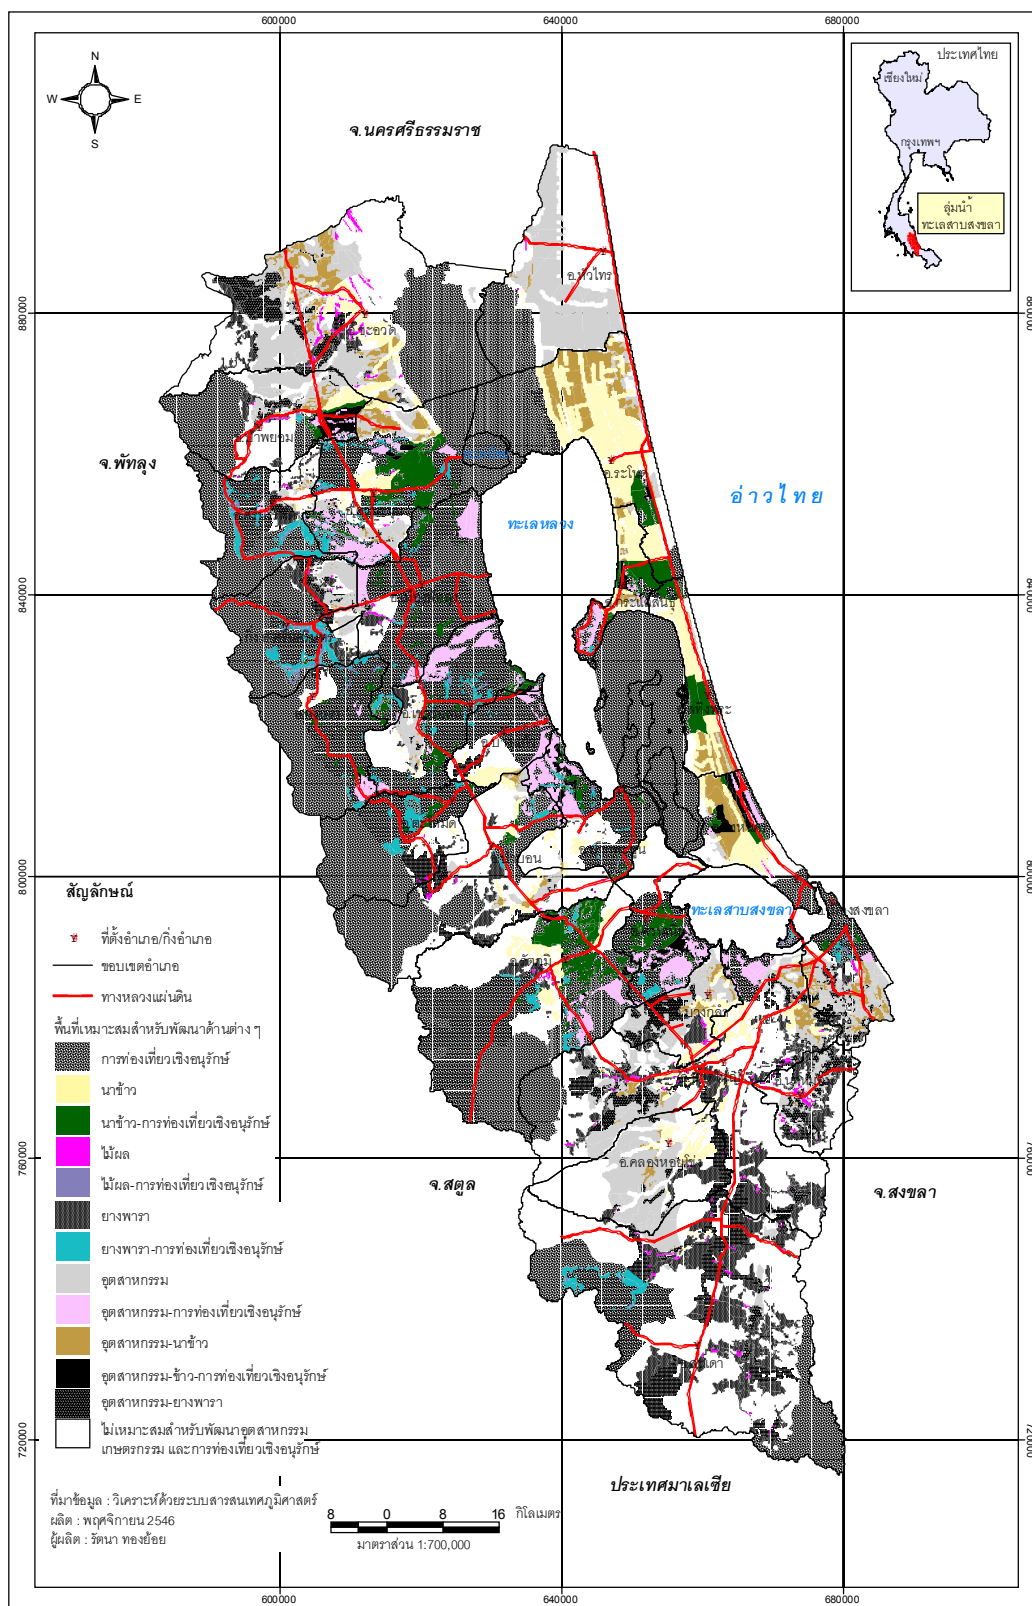 600000
640000
680000
N
W
E
S
ประเทศไทย
เชียงใหม่
กรุงเทพฯ
ลุ่มน้ำ
ทะเลสาบสงขลา
จ.นครศรีธรรมราช
อ.หัวไทร
880000
880000
จ.พัทลุง
อ.ระโนด
อ่าวไทย
ทะเลหลวง
840000
840000
อ.กระแสสินธุ์
800000
800000
สัญลักษณ์
ทะเลสาบสงขลา
ที่ตั้งอำเภอ/กิ่งอำเภอ
ขอบเขตอำเภอ
อ.รัตภูมิ
ทางหลวงแผ่นดิน
อ.บางกล่ำ
พื้นที่เหมาะสมสำหรับพัฒนาด้านต่าง ๆ
การท่องเที่ยวเชิงอนุรักษ์
นาข้าว
นาข้าว-การท่องเที่ยวเชิงอนุรักษ์
ไม้ผล
760000
760000
อ.คลองหอยโข่ง
จ.สตูล
จ.สงขลา
ไม้ผล-การท่องเที่ยวเชิงอนุรักษ์
ยางพารา
ยางพารา-การท่องเที่ยวเชิงอนุรักษ์
อุตสาหกรรม
อุตสาหกรรม-การท่องเที่ยวเชิงอนุรักษ์
อุตสาหกรรม-นาข้าว
อุตสาหกรรม-ข้าว-การท่องเที่ยวเชิงอนุรักษ์
อุตสาหกรรม-ยางพารา
ไม่เหมาะสมสำหรับพัฒนาอุตสาหกรรม
เกษตรกรรม และการท่องเที่ยวเชิงอนุรักษ์
720000
720000
ประเทศมาเลเซีย
ที่มาข้อมูล : วิเคราะห์ด้วยระบบสารสนเทศภูมิศาสตร์
ผลิต : พฤศจิกายน 2546
ผู้ผลิต : รัตนา ทองย้อย
8 0 8 16 กิโลเมตร
มาตราส่วน 1:700,000
600000
640000
680000